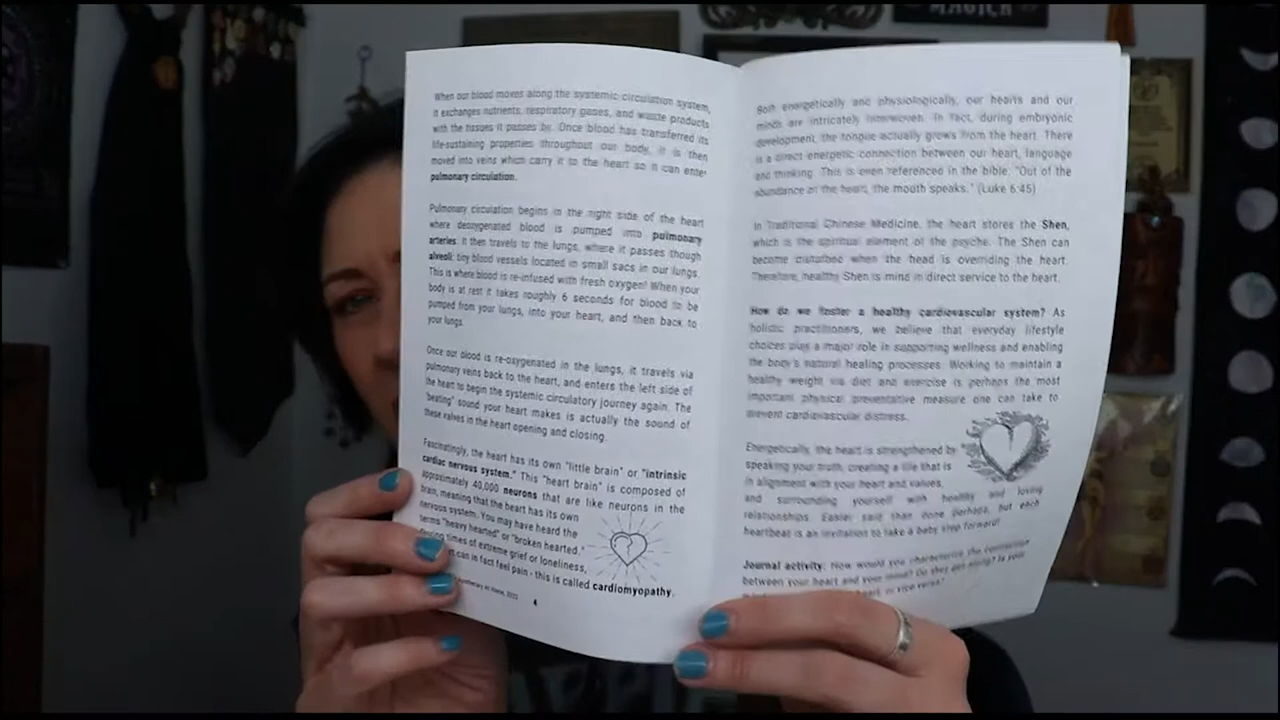 MAGICK
When our blood moves along the systemic circulation system,
it exchanges nutrients, respiratory gases, and waste products
with the tissues it passes by. Once blood has transferred its
life-sustaining properties throughout our body, it is then
moved into veins which carry it to the heart so it can enter
pulmonary circulation.
Pulmonary circulation begins in the right side of the heart
where deoxygenated blood is pumped into pulmonary
arteries. It then travels to the lungs, where it passes though
alveoli: tiny blood vessels located in small sacs in our lungs.
This is where blood is re-infused with fresh oxygen! When your
body is at rest it takes roughly 6 seconds for blood to be
pumped from your lungs, into your heart, and then back to
your lungs.
Once our blood is re-oxygenated in the lungs, it travels via
pulmonary veins back to the heart, and enters the left side of
the heart to begin the systemic circulatory journey again. The
"beating" sound your heart makes is actually the sound of
these valves in the heart opening and closing.
Fascinatingly, the heart has its own "little brain" or "intrinsic
cardiac nervous system." This "heart brain" is composed of
approximately 40,000 neurons that are like neurons in the
brain, meaning that the heart has its own
nervous system. You may have heard the
terms "heavy hearted" or "broken hearted."
During times of extreme grief or loneliness,
can in fact feel pain - this is called cardiomyopathy.
Apothecary at Home, 2022
4
Both energetically and physiologically, our hearts and our
minds are intricately interwoven. In fact, during embryonic
development, the tongue actually grows from the heart. There
is a direct energetic connection between our heart, language
and thinking. This is even referenced in the bible: "Out of the
abundance of the heart, the mouth speaks." (Luke 6:45)
In Traditional Chinese Medicine, the heart stores the Shen,
which is the spiritual element of the psyche. The Shen can
become disturbed when the head is overriding the heart.
Therefore, healthy Shen is mind in direct service to the heart.
How do we foster a healthy cardiovascular system? As
holistic practitioners, we believe that everyday lifestyle
choices play a major role in supporting wellness and enabling
the body's natural healing processes. Working to maintain a
healthy weight via diet and exercise is perhaps the most
important physical preventative measure one can take to
prevent cardiovascular distress.
Energetically, the heart is strengthened by
speaking your truth, creating a life that is
in alignment with your heart and values,
and surrounding yourself with healthy and loving
relationships. Easier said than done perhaps, but each
heartbeat is an invitation to take a baby step forward!
Journal activity: How would you characterize the connection
between your heart and your mind? Do they get along? Is your
heart, or vice versa?